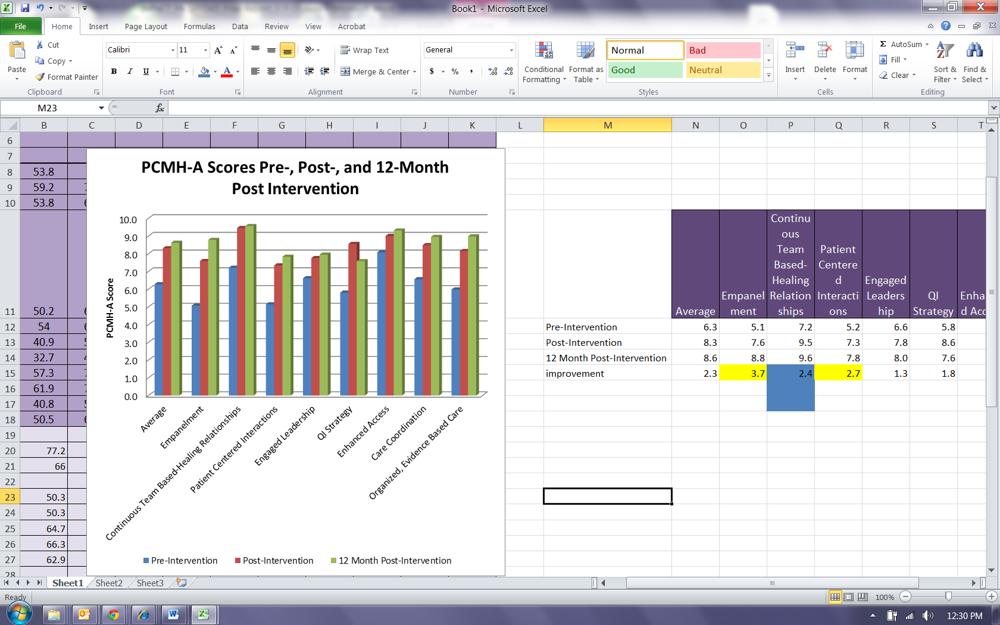 Book1 - Microsoft Excel
File Home Insert Page Layout Formulas Data Review View Acrobat
Paste
Cut
Copy
Format Painter
Clipboard
Calibri 11
B I U
Font
Wrap Text
Merge & Center
Alignment
General
$ % ,
Number
Conditional Formatting
Format as Table
Normal Bad
Good Neutral
Styles
Insert Delete Format
Cells
AutoSum
Fill
Clear
Sort & Filter
Find & Select
Editing
M23 fx
B C D E F G H I J K L M N O P Q R S T
6
7
8 53.8
9 59.2
10 53.8
11 50.2
12 54
13 40.9
14 32.7
15 57.3
16 61.9
17 40.8
18 50.5
19
20 77.2
21 66
22
23 50.3
24 50.3
25 64.7
26 66.3
27 62.9
28
PCMH-A Scores Pre-, Post-, and 12-Month
Post Intervention
PCMH-A Score
10.0
9.0
8.0
7.0
6.0
5.0
4.0
3.0
2.0
1.0
0.0
Average
Empanelment
Continuous Team Based-Healing Relationships
Patient Centered Interactions
Engaged Leadership
QI Strategy
Enhanced Access
Care Coordination
Organized, Evidence Based Care
Pre-Intervention Post-Intervention 12 Month Post-Intervention
Average
Empanel
ment
Continu
ous
Team
Based-
Healing
Relation
ships
Patient
Centere
d
Interacti
ons
Engaged
Leaders
hip
QI
Strategy
Enha
d Acc
Pre-Intervention 6.3 5.1 7.2 5.2 6.6 5.8
Post-Intervention 8.3 7.6 9.5 7.3 7.8 8.6
12 Month Post-Intervention 8.6 8.8 9.6 7.8 8.0 7.6
improvement 2.3 3.7 2.4 2.7 1.3 1.8
Sheet1 Sheet2 Sheet3
Ready
100%
12:30 PM